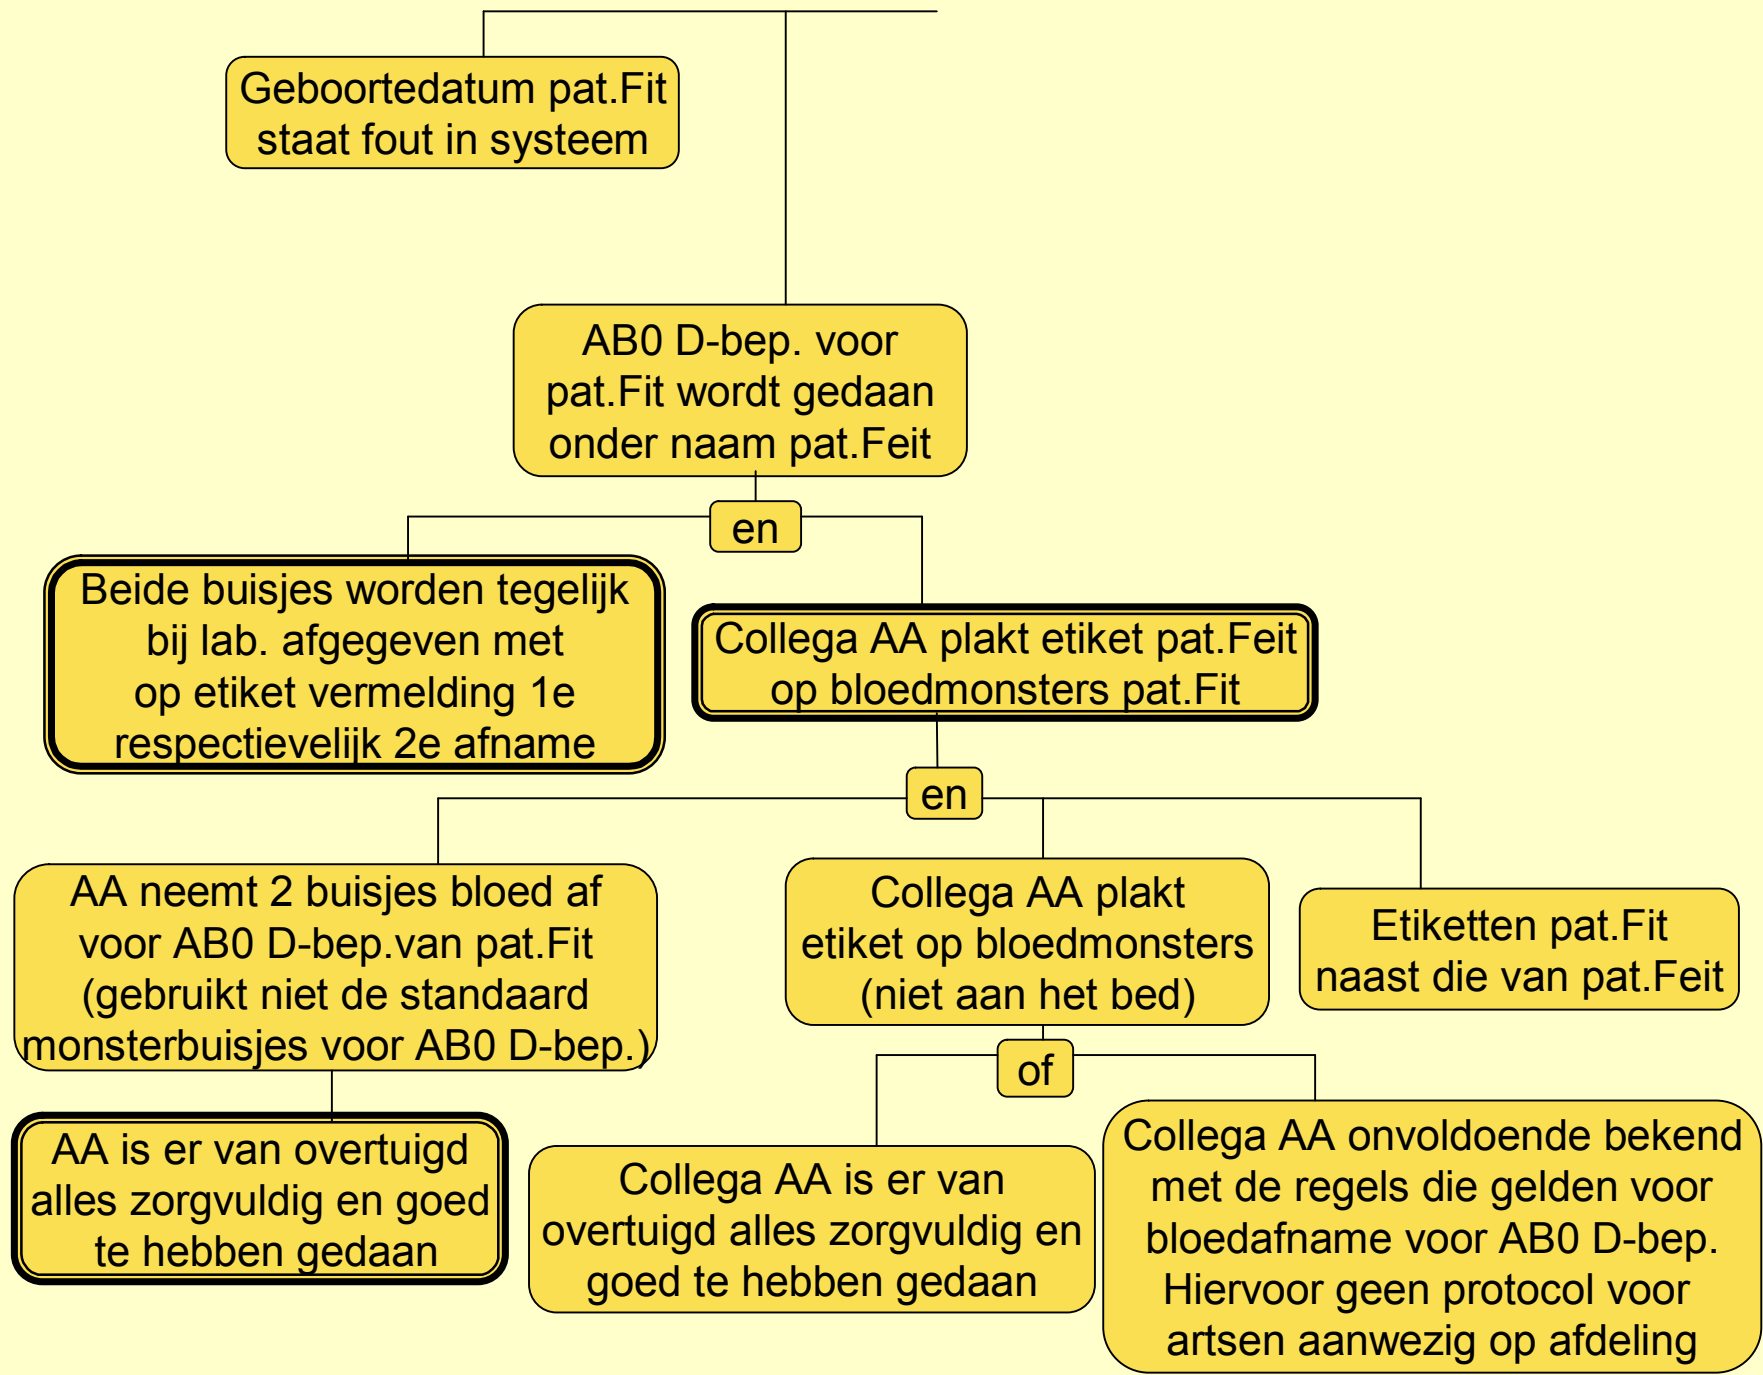 Geboortedatum pat.Fit
staat fout in systeem
AB0 D-bep. voor
pat.Fit wordt gedaan
onder naam pat.Feit
en
Beide buisjes worden tegelijk
bij lab. afgegeven met
op etiket vermelding 1e
respectievelijk 2e afname
Collega AA plakt etiket pat.Feit
op bloedmonsters pat.Fit
en
AA neemt 2 buisjes bloed af
voor AB0 D-bep.van pat.Fit
(gebruikt niet de standaard
monsterbuisjes voor AB0 D-bep.)
Collega AA plakt
etiket op bloedmonsters
(niet aan het bed)
Etiketten pat.Fit
naast die van pat.Feit
of
AA is er van overtuigd
alles zorgvuldig en goed
te hebben gedaan
Collega AA is er van
overtuigd alles zorgvuldig en
goed te hebben gedaan
Collega AA onvoldoende bekend
met de regels die gelden voor
bloedafname voor AB0 D-bep.
Hiervoor geen protocol voor
artsen aanwezig op afdeling